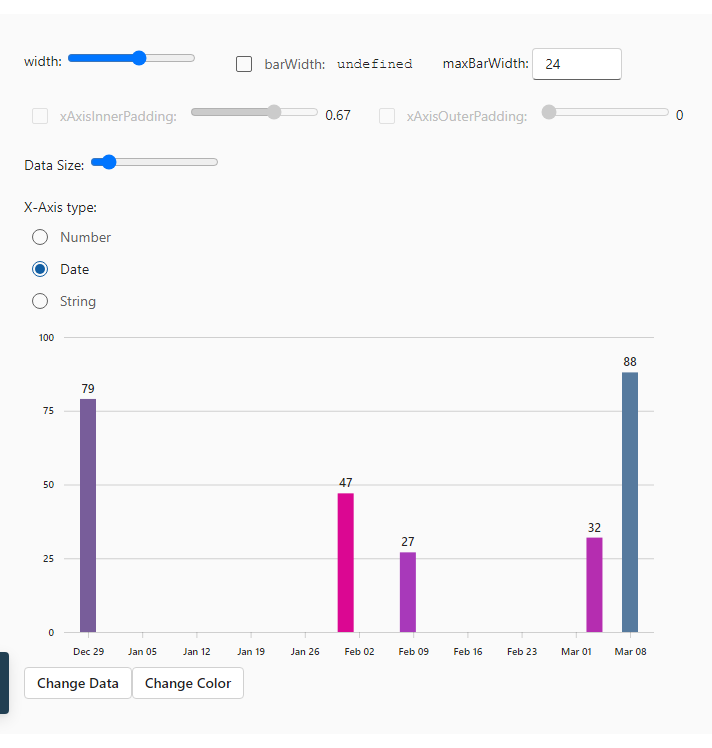 width: barWidth: undefined maxBarWidth: 24
xAxisInnerPadding: 0.67 xAxisOuterPadding: 0
Data Size:
X-Axis type:
Number
Date
String
100
79
88
75
47
50
27
32
25
0
Dec 29 Jan 05 Jan 12 Jan 19 Jan 26 Feb 02 Feb 09 Feb 16 Feb 23 Mar 01 Mar 08
Change Data Change Color